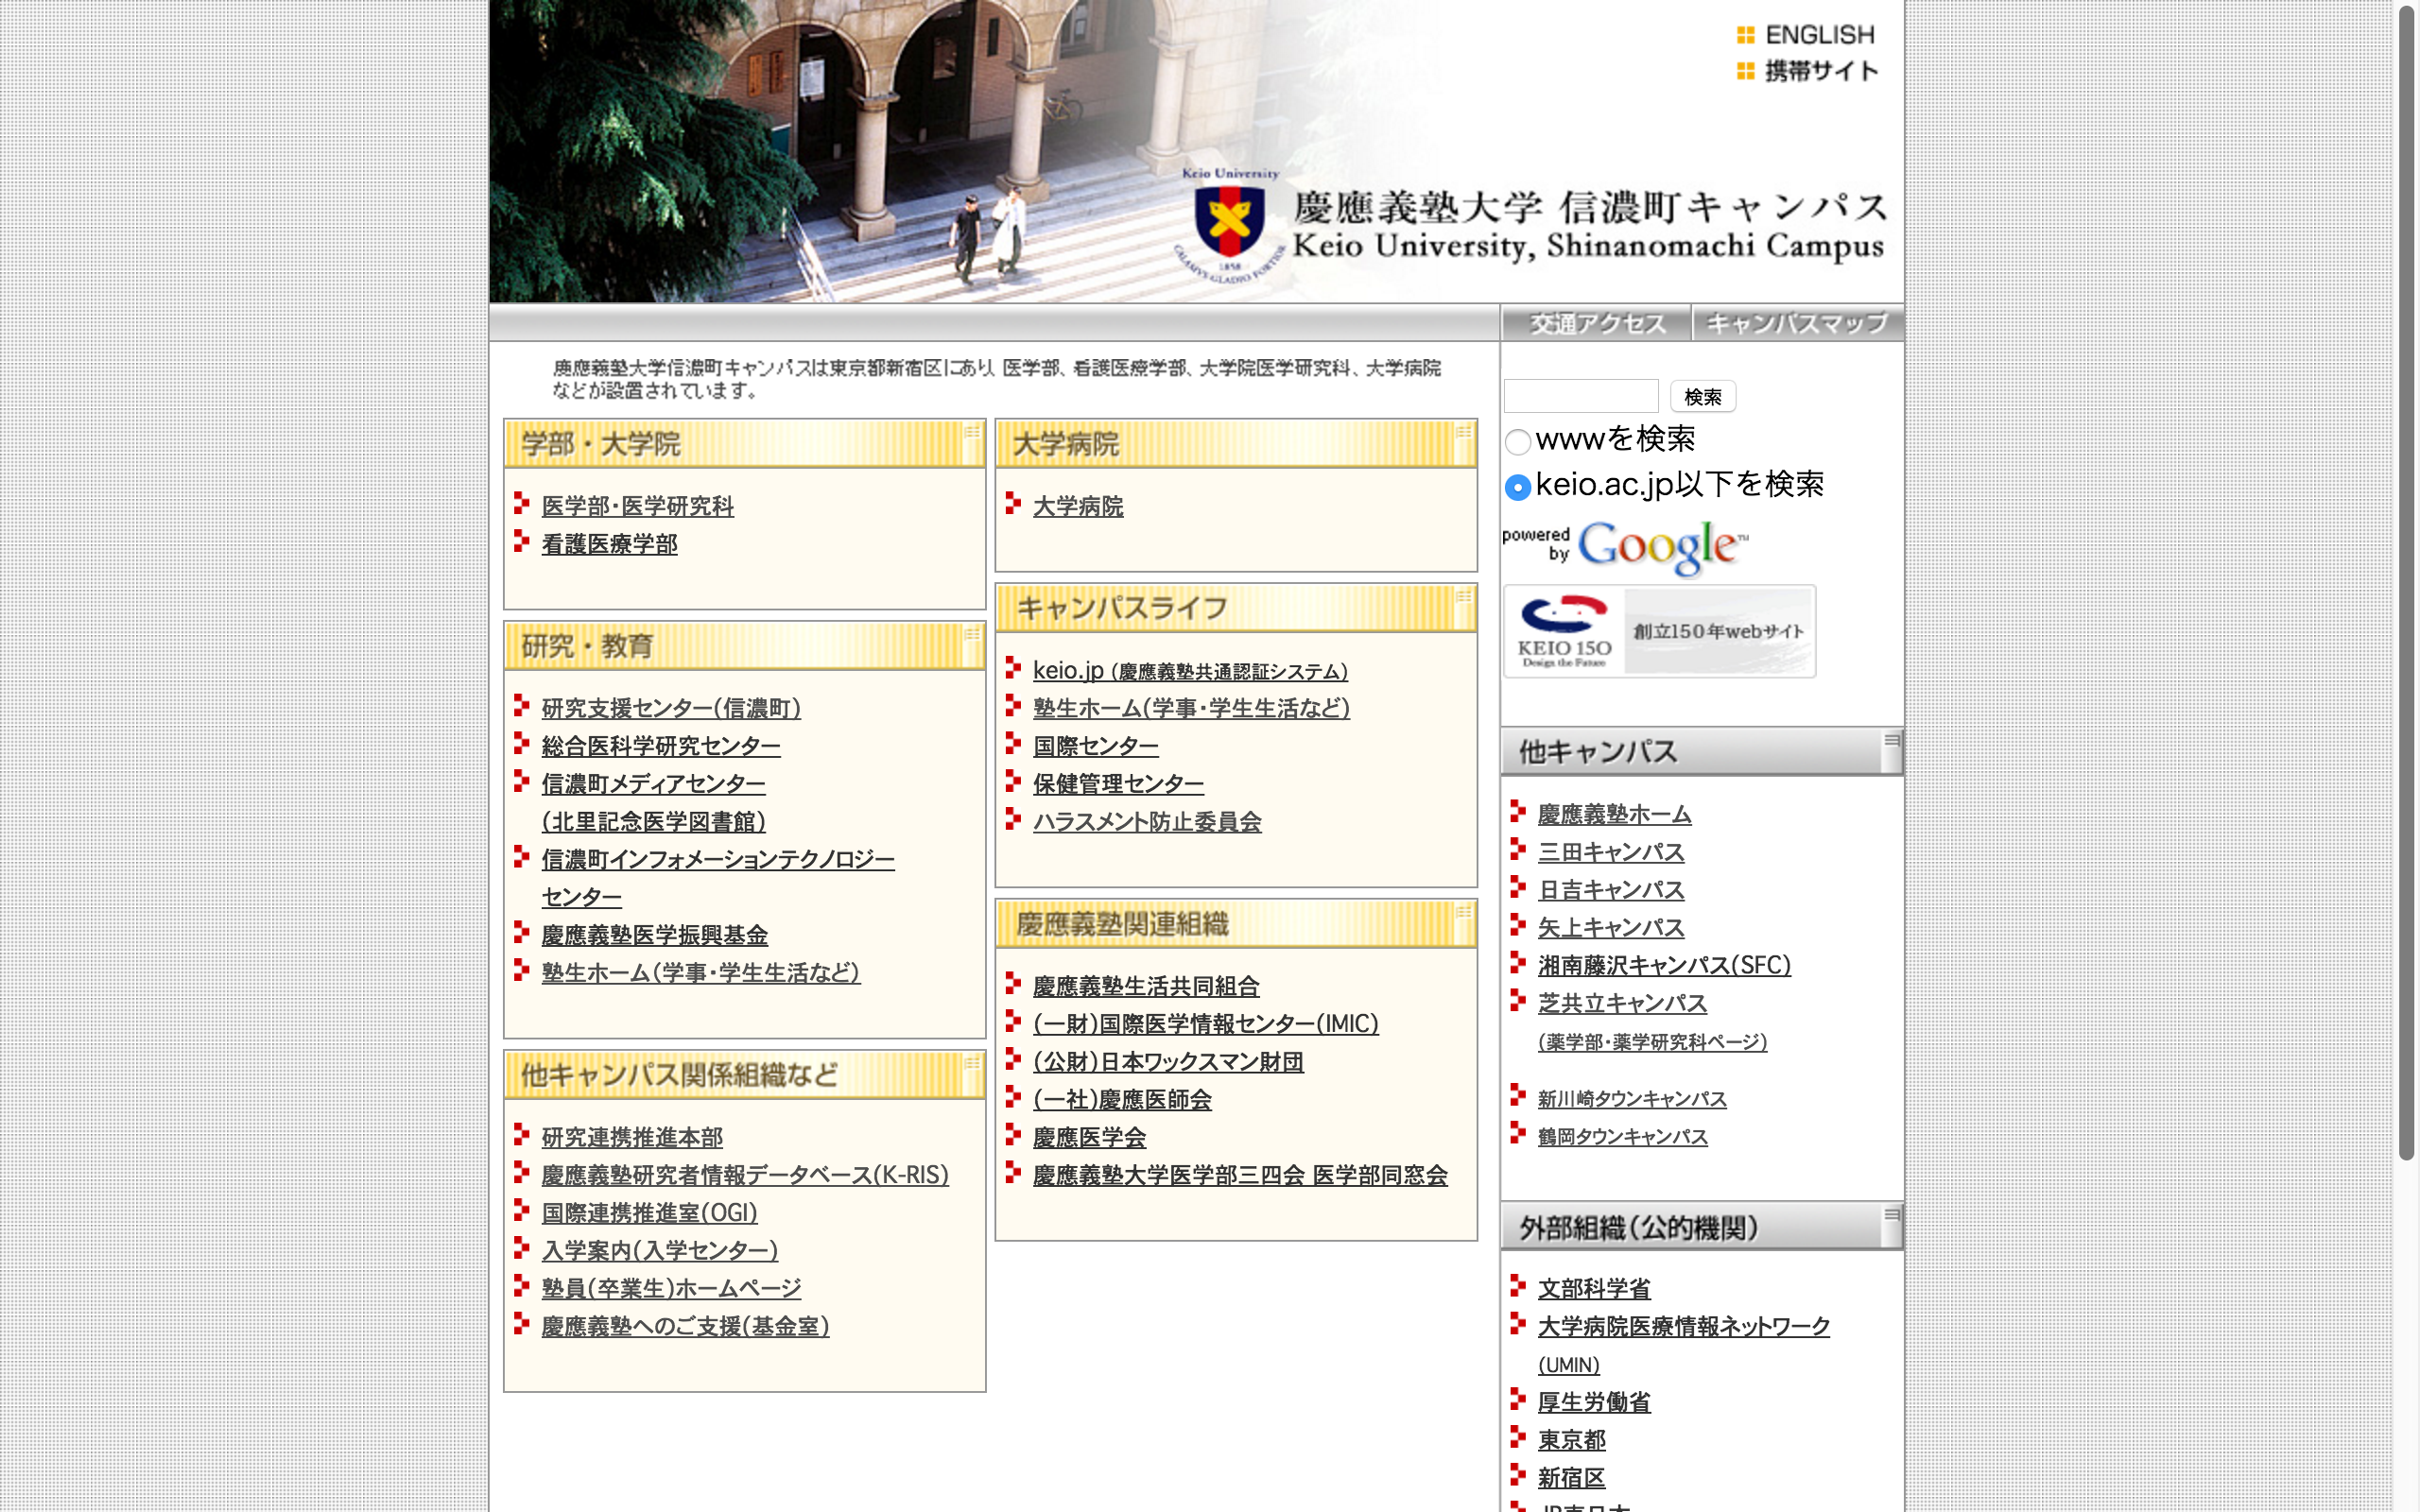 ENGLISH
携帯サイト
Keio University
1858
CALAMVS GLADIO FORTIOR
慶應義塾大学 信濃町キャンパス
Keio University, Shinanomachi Campus
交通アクセス
キャンパスマップ
慶應義塾大学信濃町キャンパスは東京都新宿区にあり、医学部、看護医療学部、大学院医学研究科、大学病院
などが設置されています。
学部・大学院
医学部・医学研究科
看護医療学部
研究・教育
研究支援センター(信濃町)
総合医科学研究センター
信濃町メディアセンター
(北里記念医学図書館)
信濃町インフォメーションテクノロジー
センター
慶應義塾医学振興基金
塾生ホーム(学事・学生生活など)
他キャンパス関係組織など
研究連携推進本部
慶應義塾研究者情報データベース(K-RIS)
国際連携推進室(OGI)
入学案内(入学センター)
塾員(卒業生)ホームページ
慶應義塾へのご支援(基金室)
大学病院
大学病院
キャンパスライフ
keio.jp (慶應義塾共通認証システム)
塾生ホーム(学事・学生生活など)
国際センター
保健管理センター
ハラスメント防止委員会
慶應義塾関連組織
慶應義塾生活共同組合
(一財)国際医学情報センター(IMIC)
(公財)日本ワックスマン財団
(一社)慶應医師会
慶應医学会
慶應義塾大学医学部三四会 医学部同窓会
検索
wwwを検索
keio.ac.jp以下を検索
powered
by Google™
KEIO 150
Design the Future
創立150年webサイト
他キャンパス
慶應義塾ホーム
三田キャンパス
日吉キャンパス
矢上キャンパス
湘南藤沢キャンパス(SFC)
芝共立キャンパス
(薬学部・薬学研究科ページ)
新川崎タウンキャンパス
鶴岡タウンキャンパス
外部組織(公的機関)
文部科学省
大学病院医療情報ネットワーク
(UMIN)
厚生労働省
東京都
新宿区